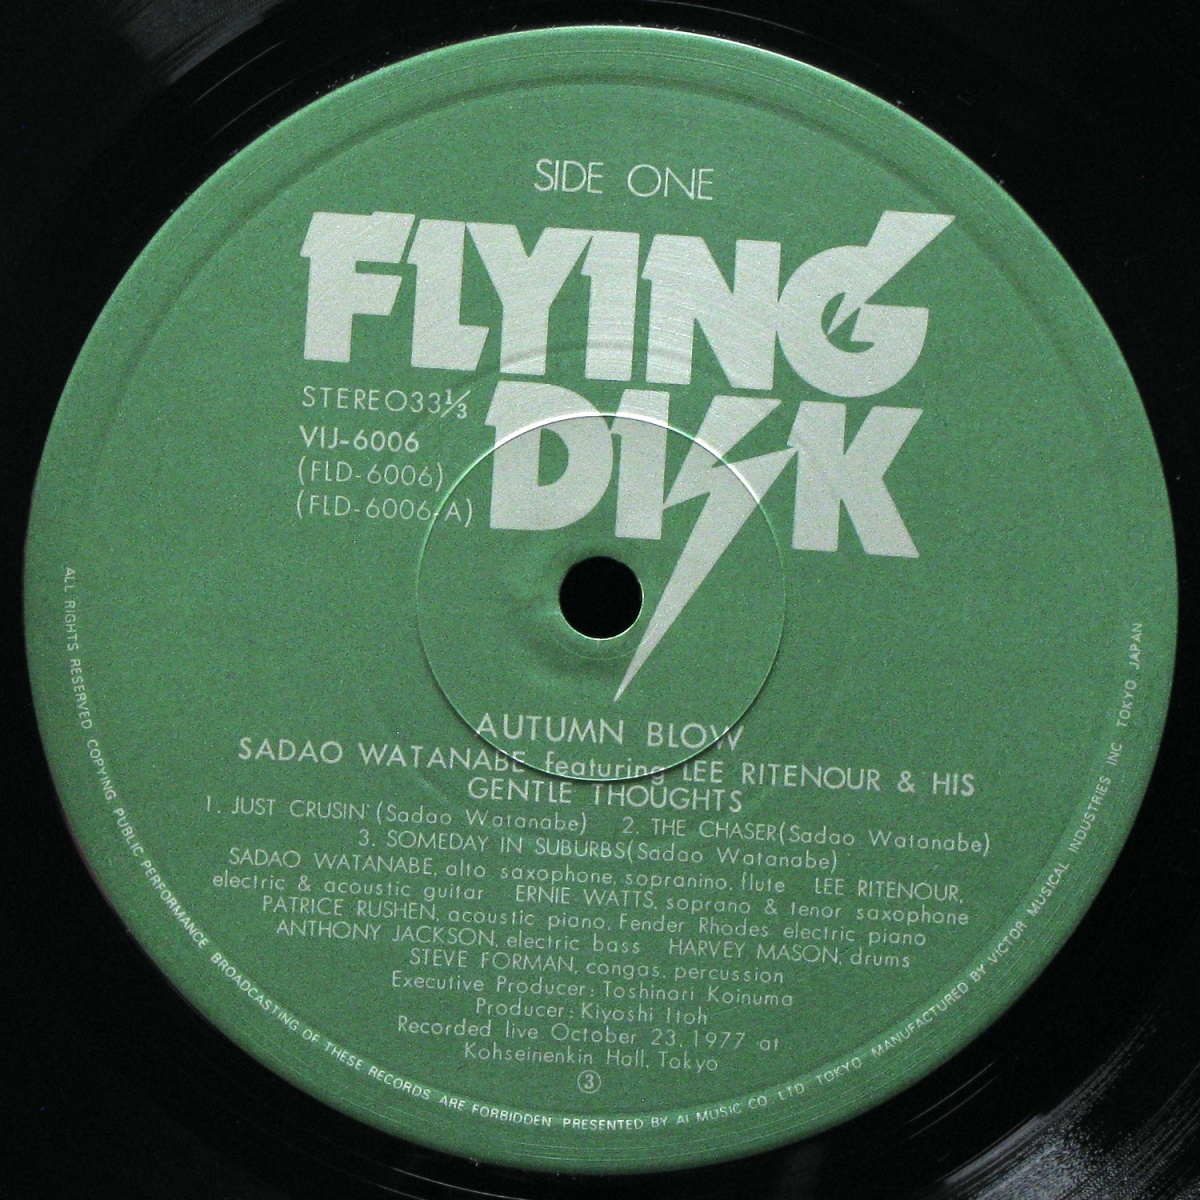 SIDE ONE
FLYING
DISK
STEREO33⅓
VIJ-6006
(FLD-6006)
(FLD-6006-A)
AUTUMN BLOW
SADAO WATANABE featuring LEE RITENOUR & HIS
GENTLE THOUGHTS
1. JUST CRUSIN' (Sadao Watanabe) 2. THE CHASER(Sadao Watanabe)
3. SOMEDAY IN SUBURBS(Sadao Watanabe)
SADAO WATANABE, alto saxophone, sopranino, flute LEE RITENOUR,
electric & acoustic guitar ERNIE WATTS, soprano & tenor saxophone
PATRICE RUSHEN, acoustic piano, Fender Rhodes electric piano
ANTHONY JACKSON, electric bass HARVEY MASON, drums
STEVE FORMAN, congas, percussion
Executive Producer: Toshinari Koinuma
Producer: Kiyoshi Itoh
Recorded live October 23, 1977 at
Kohseinenkin Hall, Tokyo
③
ALL RIGHTS RESERVED COPYING PUBLIC PERFORMANCE BROADCASTING OF THESE RECORDS ARE FORBIDDEN PRESENTED BY AI MUSIC CO. LTD TOKYO MANUFACTURED BY VICTOR MUSICAL INDUSTRIES INC TOKYO JAPAN